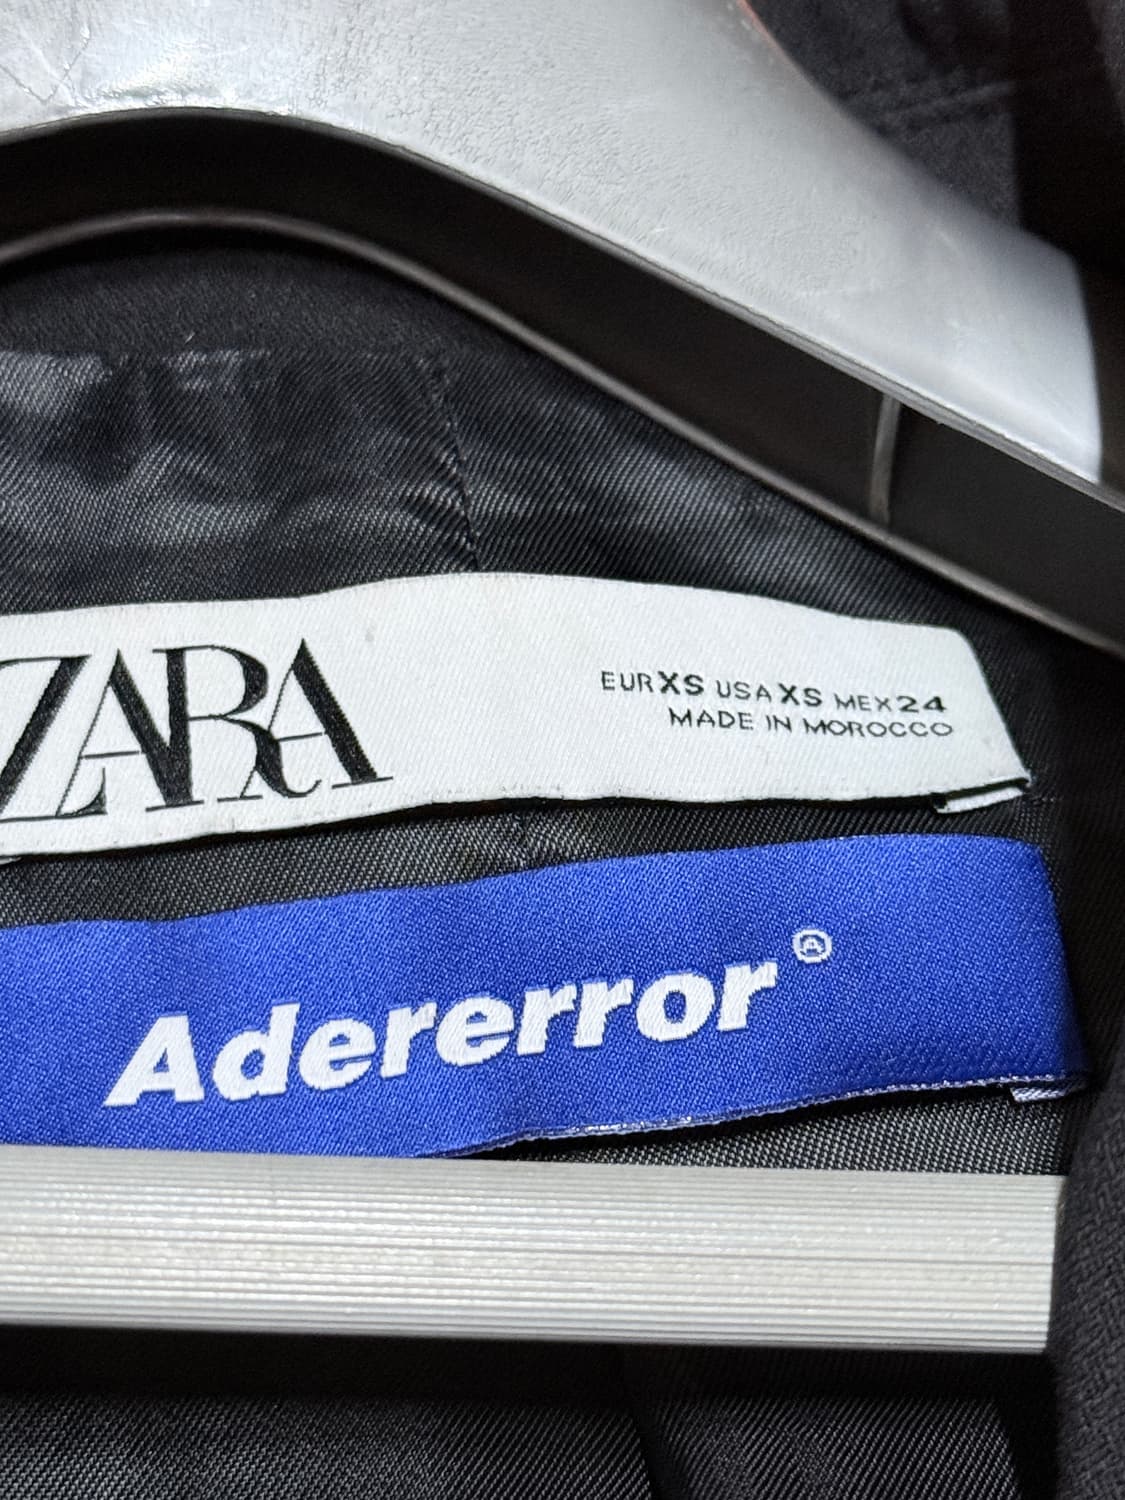 ZARA
EUR XS USA XS MEX 24
MADE IN MOROCCO
Adererror Ⓐ